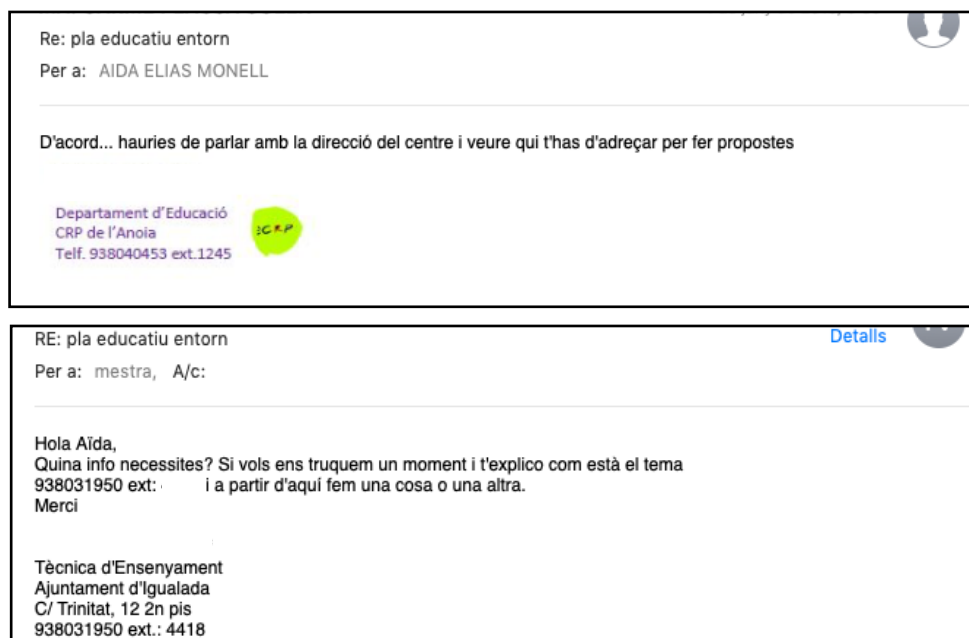 Re: pla educatiu entorn
Per a: AIDA ELIAS MONELL
D'acord... hauries de parlar amb la direcció del centre i veure qui t'has d'adreçar per fer propostes
Departament d'Educació
CRP de l'Anoia
Telf. 938040453 ext.1245
CRP
RE: pla educatiu entorn
Detalls
Per a: mestra, A/c:
Hola Aïda,
Quina info necessites? Si vols ens truquem un moment i t'explico com està el tema
938031950 ext: i a partir d'aquí fem una cosa o una altra.
Merci
Tècnica d'Ensenyament
Ajuntament d'Igualada
C/ Trinitat, 12 2n pis
938031950 ext.: 4418